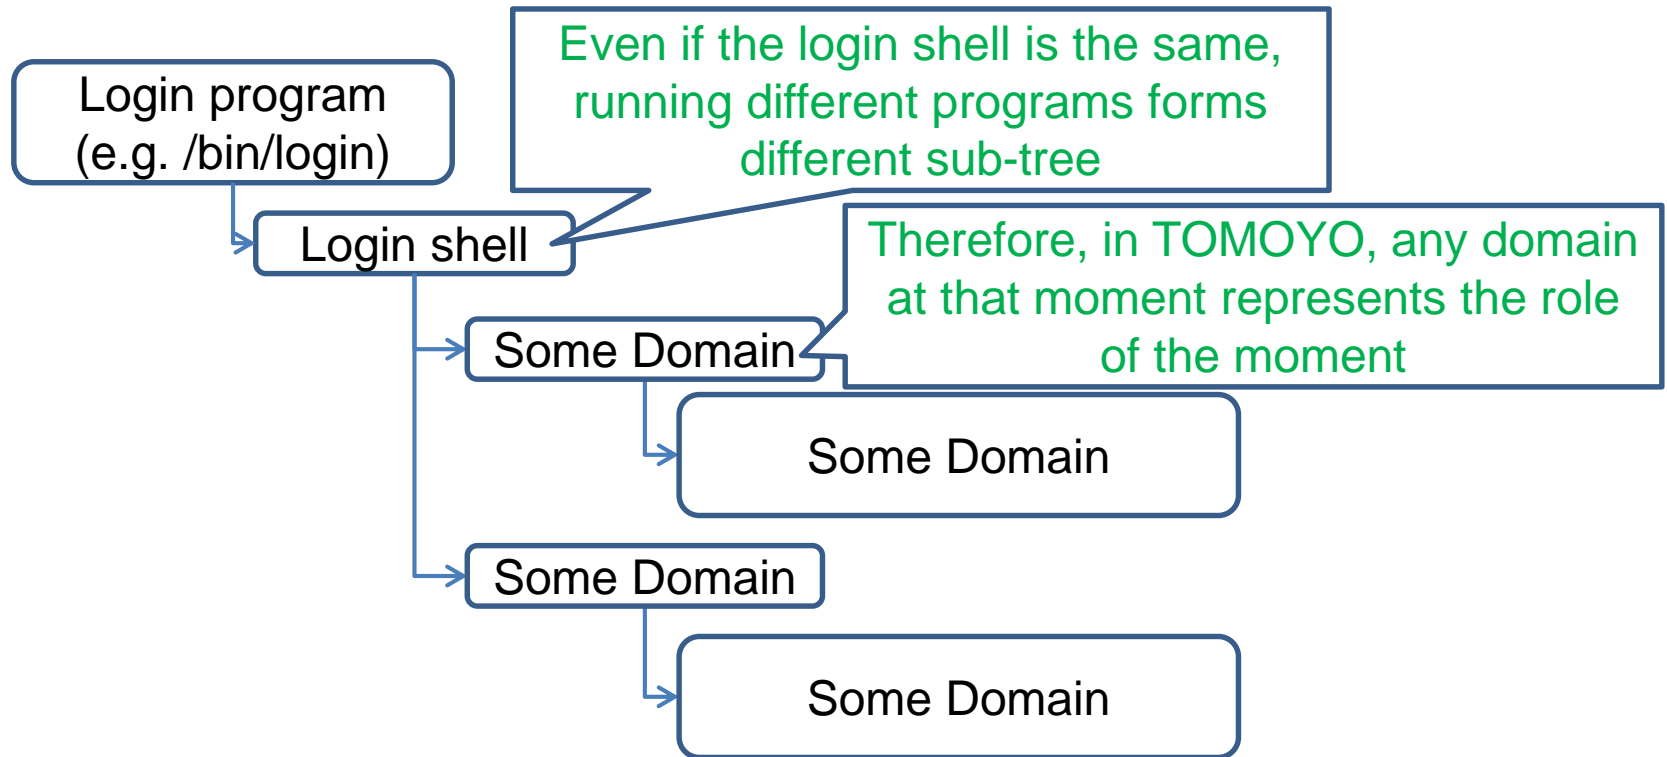 Even if the login shell is the same,
running different programs forms
different sub-tree
Login program
(e.g. /bin/login)
Login shell
Therefore, in TOMOYO, any domain
at that moment represents the role
of the moment
Some Domain
Some Domain
Some Domain
Some Domain